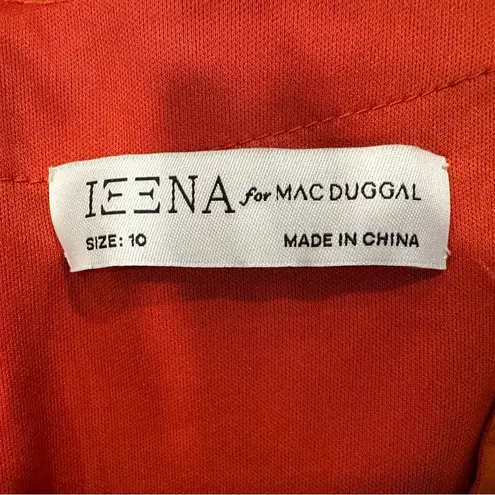 IEENA for MAC DUGGAL
SIZE: 10 MADE IN CHINA